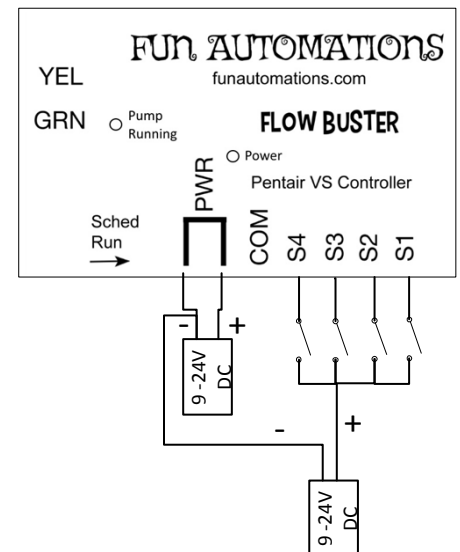 FUN AUTOMATIONS
funautomations.com
YEL
GRN
Pump
Running
FLOW BUSTER
Power
Pentair VS Controller
PWR
Sched
Run
COM
S4
S3
S2
S1
- +
9 -24V
DC
- +
9 -24V
DC